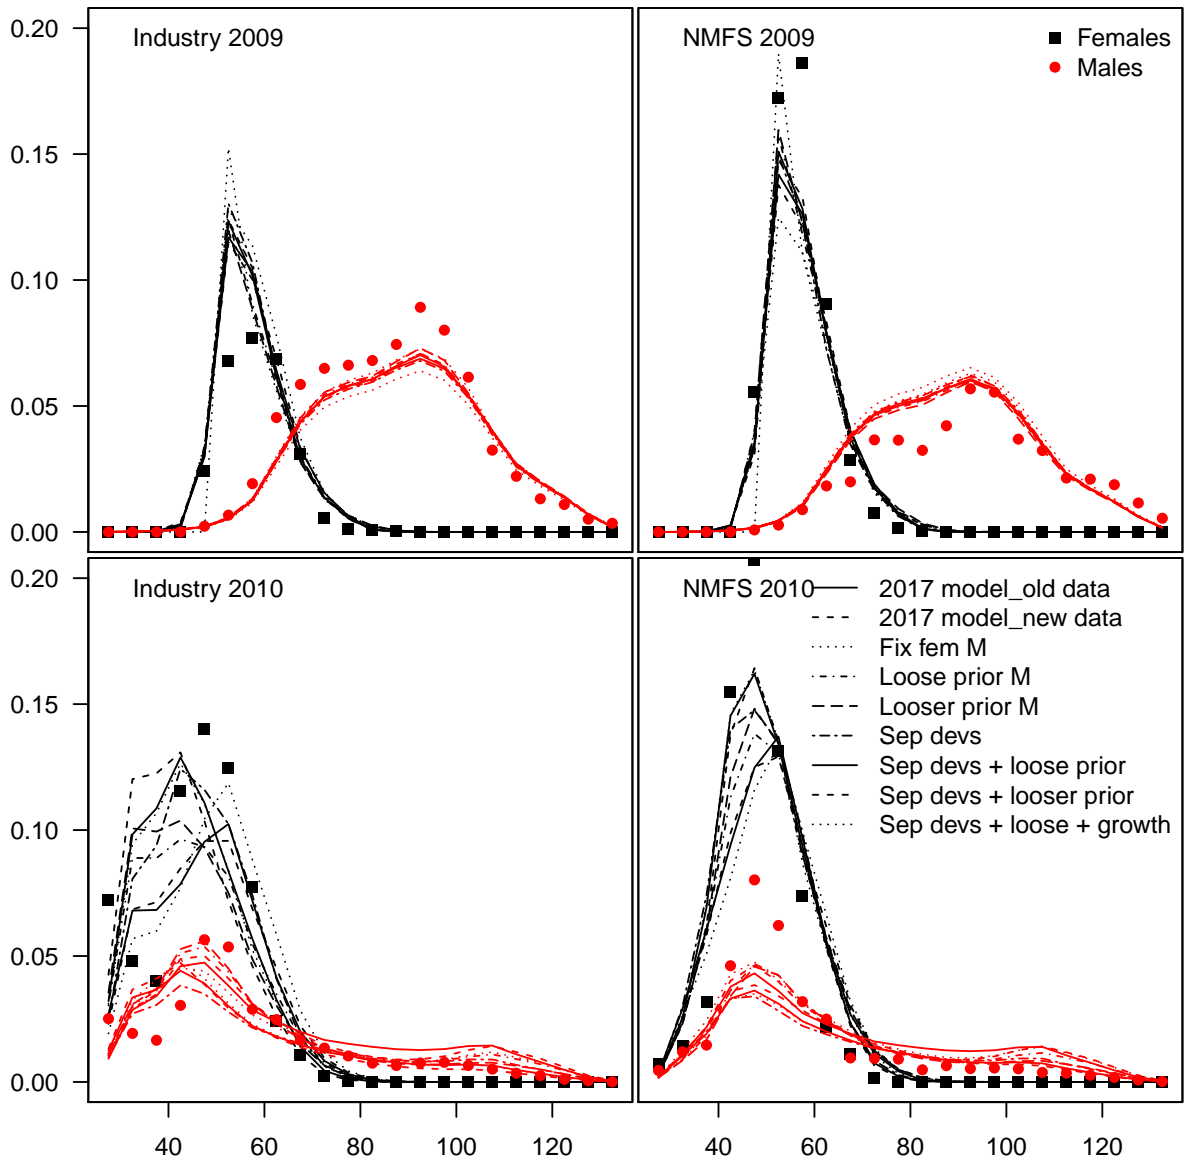 Industry 2009
NMFS 2009
Females
Males
0.20
0.15
0.10
0.05
0.00
Industry 2010
NMFS 2010
2017 model_old data
2017 model_new data
Fix fem M
Loose prior M
Looser prior M
Sep devs
Sep devs + loose prior
Sep devs + looser prior
Sep devs + loose + growth
0.20
0.15
0.10
0.05
0.00
40 60 80 100 120
40 60 80 100 120